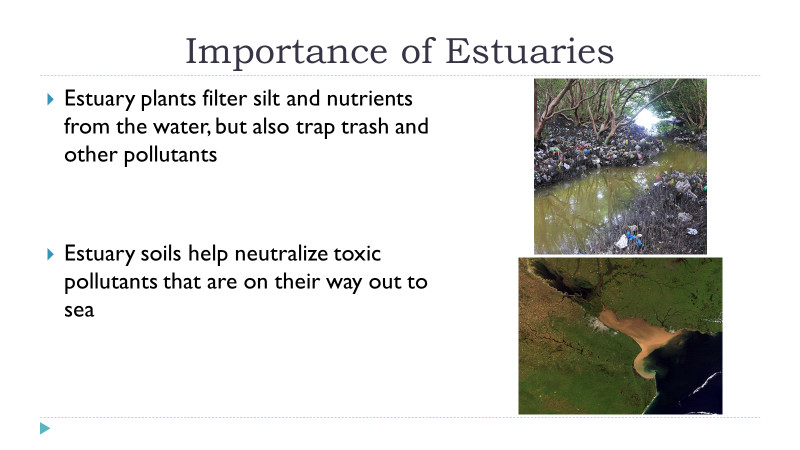 Importance of Estuaries
Estuary plants filter silt and nutrients
from the water, but also trap trash and
other pollutants
Estuary soils help neutralize toxic
pollutants that are on their way out to
sea